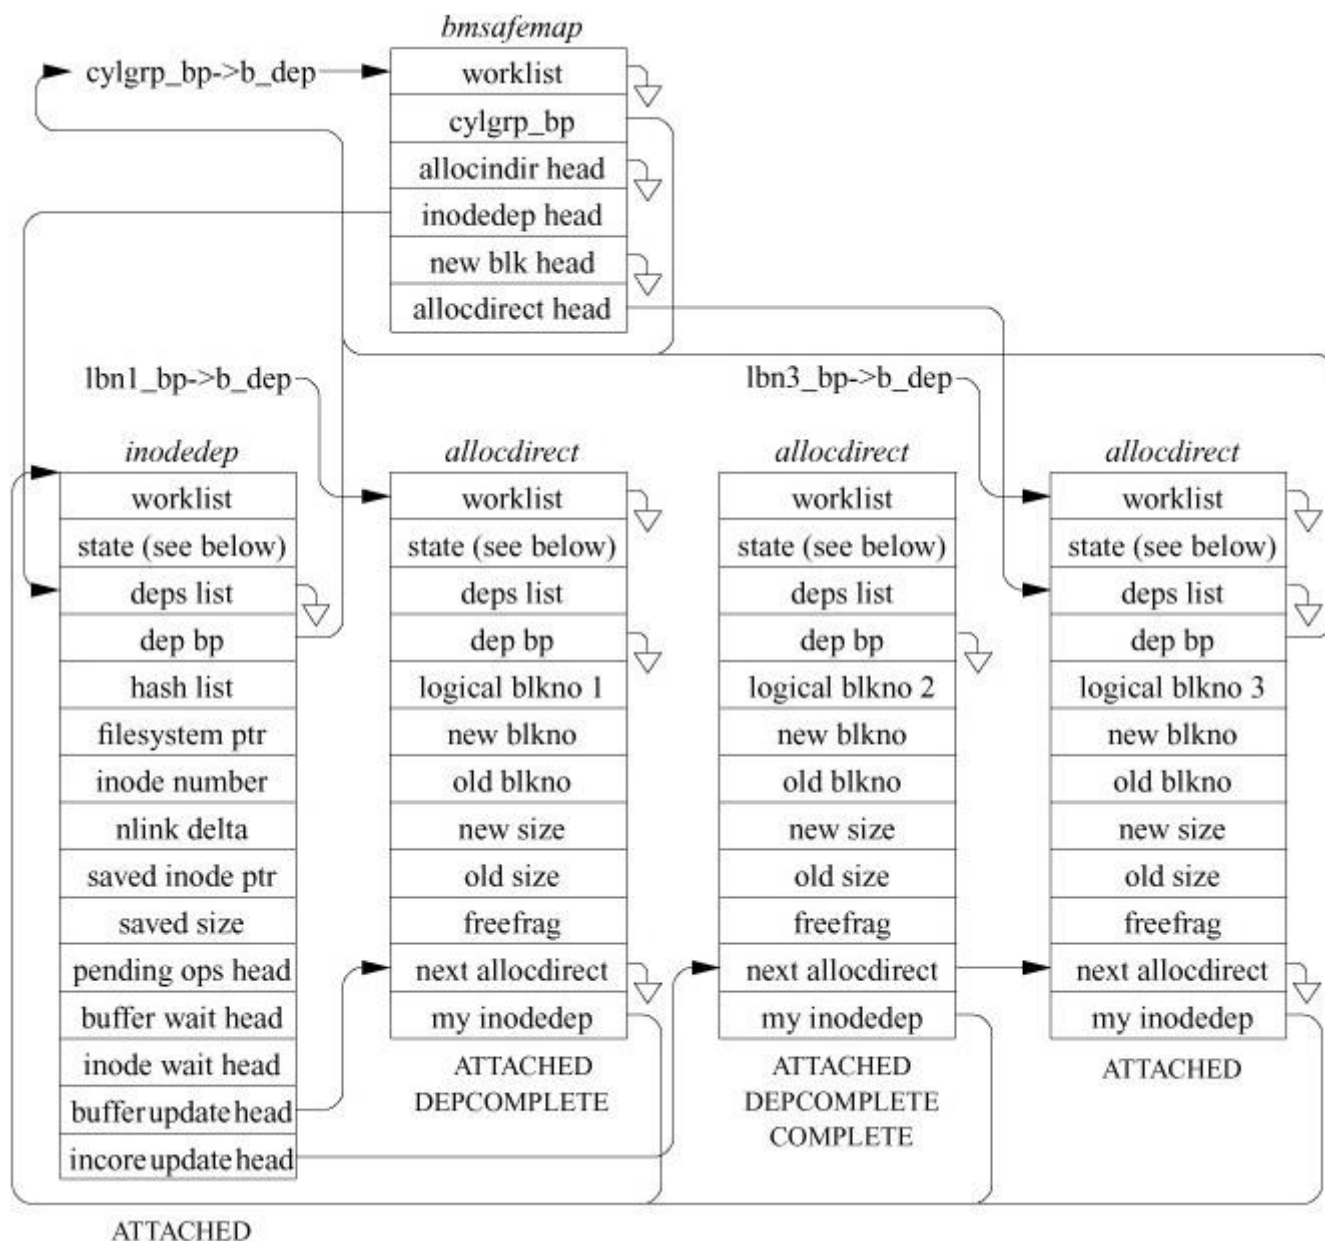 bmsafemap
cylgrp_bp->b_dep
worklist
cylgrp_bp
allocindir head
inodedep head
new blk head
allocdirect head
lbn1_bp->b_dep
lbn3_bp->b_dep
inodedep
worklist
state (see below)
deps list
dep bp
hash list
filesystem ptr
inode number
nlink delta
saved inode ptr
saved size
pending ops head
buffer wait head
inode wait head
buffer update head
incore update head
ATTACHED
allocdirect
worklist
state (see below)
deps list
dep bp
logical blkno 1
new blkno
old blkno
new size
old size
freefrag
next allocdirect
my inodedep
ATTACHED
DEPCOMPLETE
allocdirect
worklist
state (see below)
deps list
dep bp
logical blkno 2
new blkno
old blkno
new size
old size
freefrag
next allocdirect
my inodedep
ATTACHED
DEPCOMPLETE
COMPLETE
allocdirect
worklist
state (see below)
deps list
dep bp
logical blkno 3
new blkno
old blkno
new size
old size
freefrag
next allocdirect
my inodedep
ATTACHED